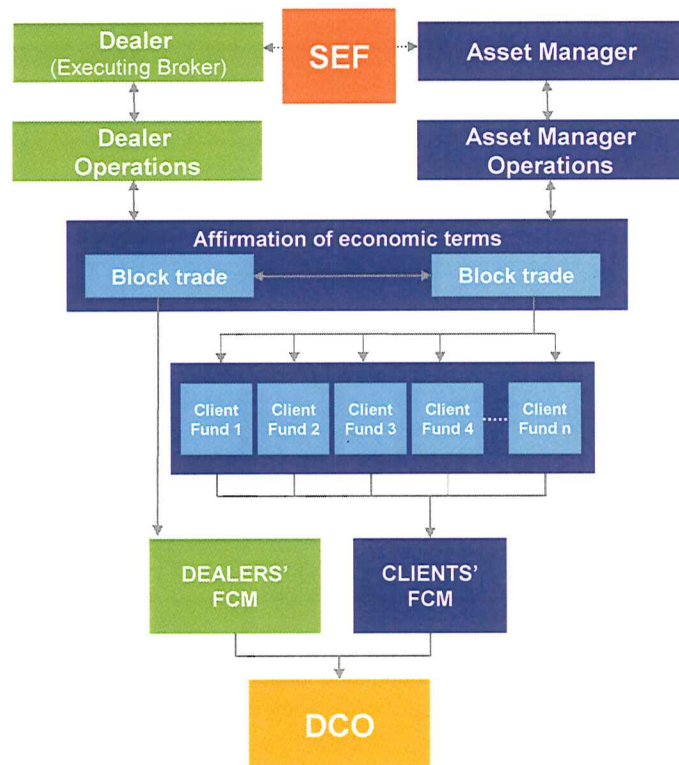 Dealer
(Executing Broker)
SEF
Asset Manager
Dealer
Operations
Asset Manager
Operations
Affirmation of economic terms
Block trade
Block trade
Client
Fund 1
Client
Fund 2
Client
Fund 3
Client
Fund 4
Client
Fund n
DEALERS'
FCM
CLIENTS'
FCM
DCO